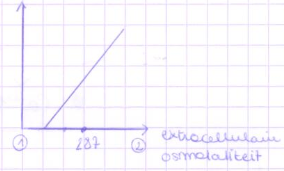 ① 287 ② extracellulaire
osmolaliteit